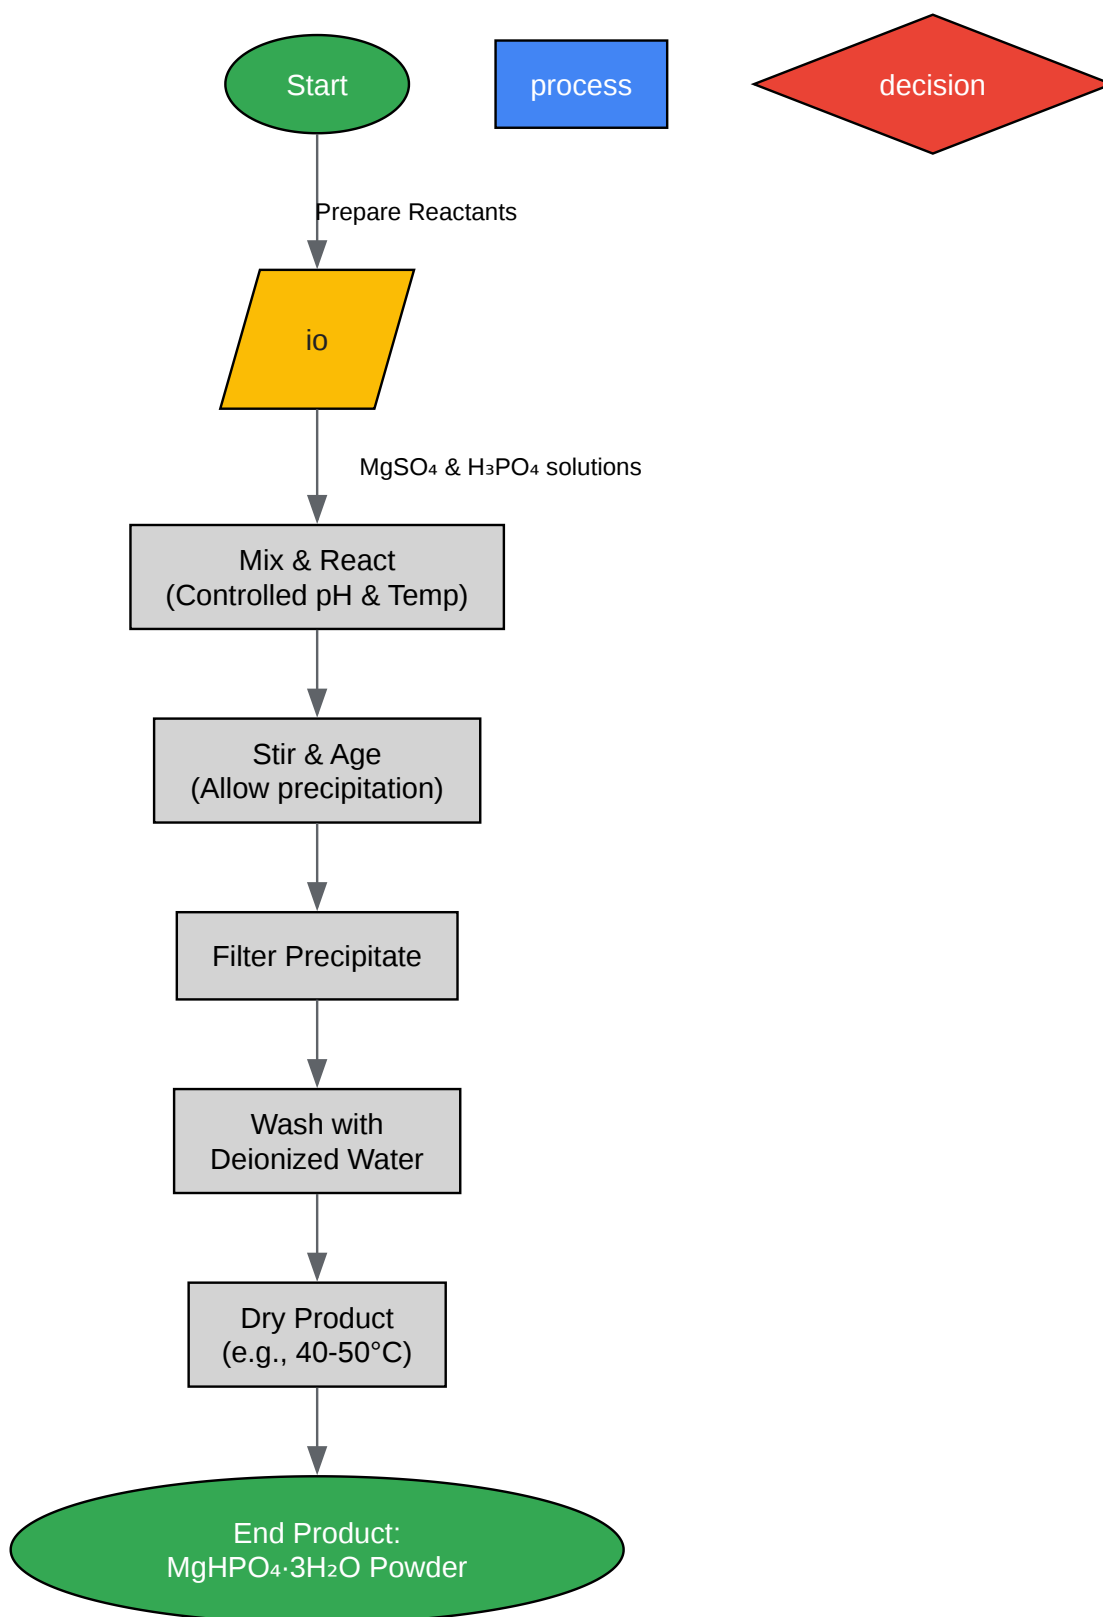 Start
process
decision
Prepare Reactants
io
MgSO₄ & H₃PO₄ solutions
Mix & React
(Controlled pH & Temp)
Stir & Age
(Allow precipitation)
Filter Precipitate
Wash with
Deionized Water
Dry Product
(e.g., 40-50°C)
End Product:
MgHPO₄·3H₂O Powder